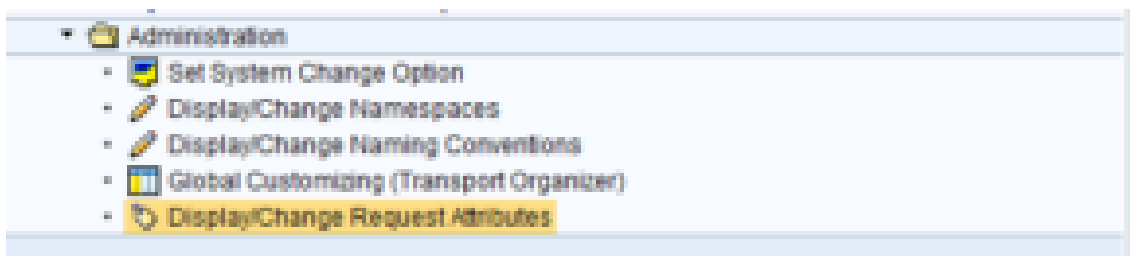 Administration
Set System Change Option
Display/Change Namespaces
Display/Change Naming Conventions
Global Customizing (Transport Organizer)
Display/Change Request Attributes